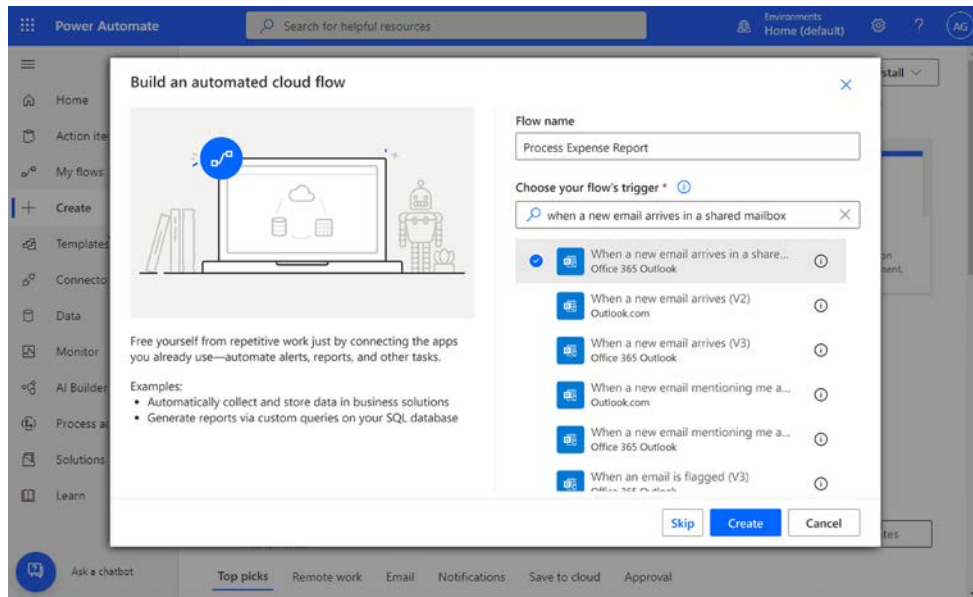 Power Automate
Search for helpful resources
Environments
Home (default)
?
AG
Home
Action ite
My flows
Create
Templates
Connecto
Data
Monitor
AI Builder
Process a
Solutions
Learn
Ask a chatbot
stall
on
ment.
tes
Build an automated cloud flow
Free yourself from repetitive work just by connecting the apps
you already use—automate alerts, reports, and other tasks.
Examples:
• Automatically collect and store data in business solutions
• Generate reports via custom queries on your SQL database
Flow name
Process Expense Report
Choose your flow's trigger *
when a new email arrives in a shared mailbox
When a new email arrives in a share...
Office 365 Outlook
When a new email arrives (V2)
Outlook.com
When a new email arrives (V3)
Office 365 Outlook
When a new email mentioning me a...
Outlook.com
When a new email mentioning me a...
Office 365 Outlook
When an email is flagged (V3)
Office 365 Outlook
Skip
Create
Cancel
Top picks
Remote work
Email
Notifications
Save to cloud
Approval